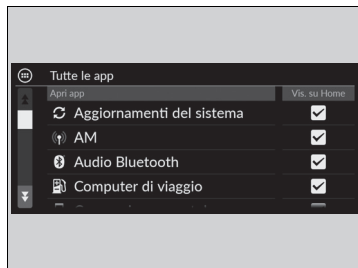 Tutte le app
Apri app Vis. su Home
Aggiornamenti del sistema
AM
Audio Bluetooth
Computer di viaggio